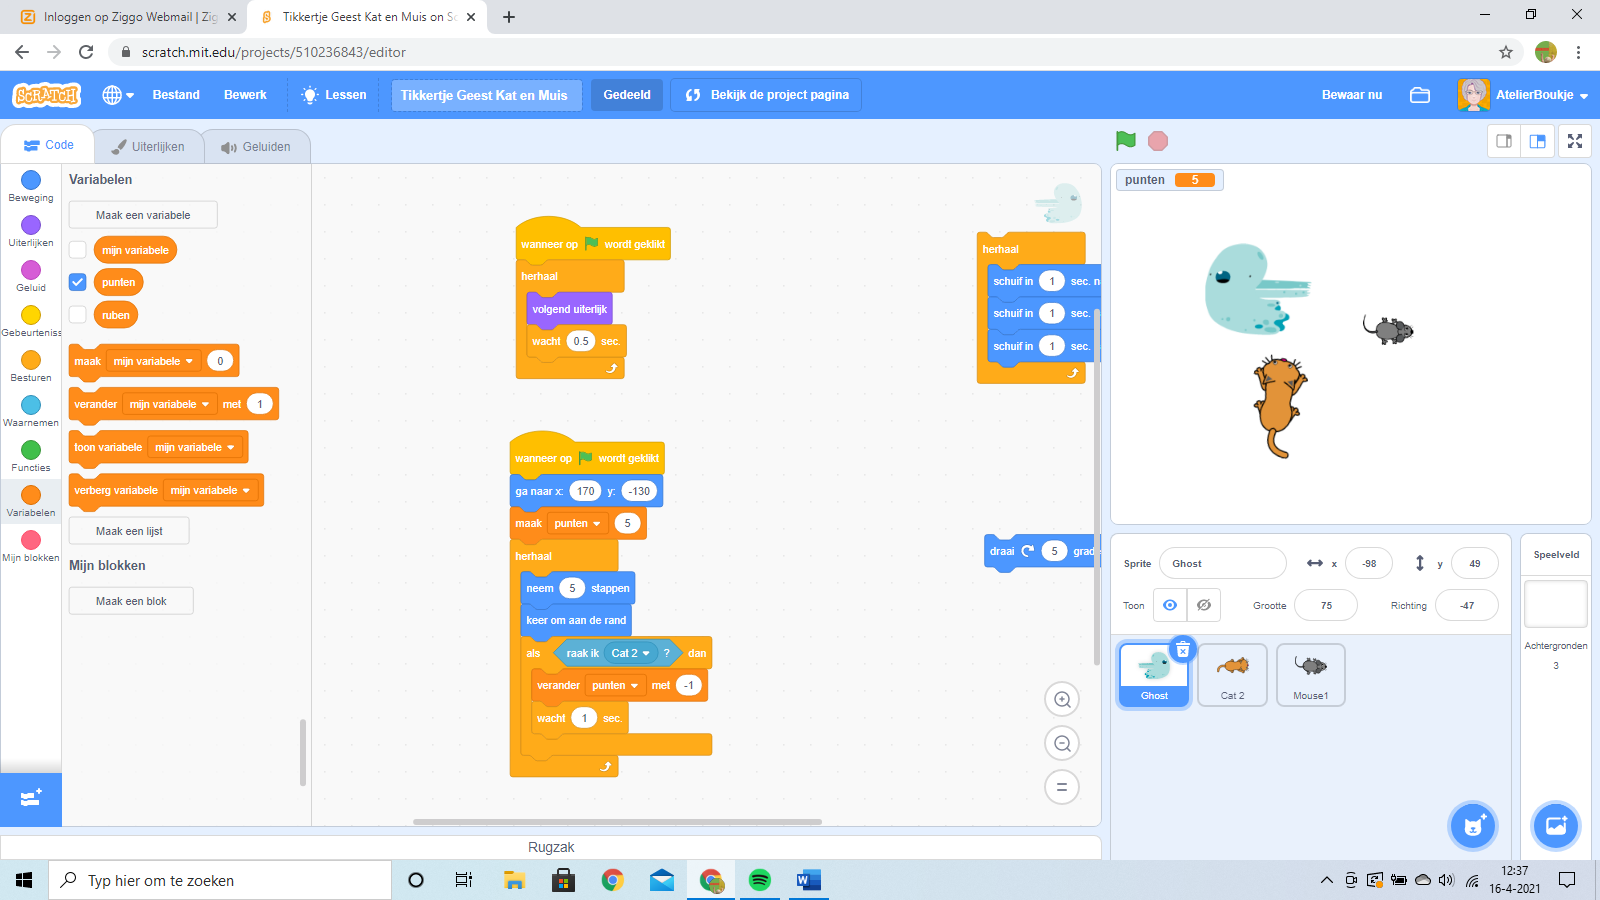 Inloggen op Ziggo Webmail | Zig
Tikkertje Geest Kat en Muis on Sc
scratch.mit.edu/projects/510236843/editor
SCRATCH
Bestand
Bewerk
Lessen
Tikkertje Geest Kat en Muis
Gedeeld
Bekijk de project pagina
Bewaar nu
AtelierBoukje
Code
Uiterlijken
Geluiden
Beweging
Uiterlijken
Geluid
Gebeurteniss
Besturen
Waarnemen
Functies
Variabelen
Mijn blokken
Variabelen
Maak een variabele
mijn variabele
punten
ruben
maak mijn variabele 0
verander mijn variabele met 1
toon variabele mijn variabele
verberg variabele mijn variabele
Maak een lijst
Mijn blokken
Maak een blok
wanneer op wordt geklikt
herhaal
volgend uiterlijk
wacht 0.5 sec.
wanneer op wordt geklikt
ga naar x: 170 y: -130
maak punten 5
herhaal
neem 5 stappen
keer om aan de rand
als raak ik Cat 2 ? dan
verander punten met -1
wacht 1 sec.
herhaal
schuif in 1 sec. n
schuif in 1 sec.
schuif in 1 sec.
draai 5 grade
punten 5
Sprite Ghost x -98 y 49
Toon Grootte 75 Richting -47
Ghost
Cat 2
Mouse1
Speelveld
Achtergronden
3
Rugzak
Typ hier om te zoeken
12:37
16-4-2021